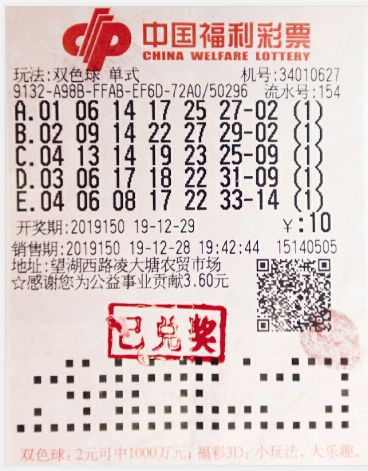 中国福利彩票
CHINA WELFARE LOTTERY
玩法:双色球 单式 机号:34010627
9132-A98B-FFAB-EF6D-72A0/50296 流水号:154
A.01 06 14 17 25 27-02 (1)
B.02 09 14 22 27 29-02 (1)
C.04 13 14 19 23 25-09 (1)
D.03 06 17 18 22 31-09 (1)
E.04 06 08 17 22 33-14 (1)
开奖期:2019150 19-12-29 ￥:10
销售期:2019150 19-12-28 19:42:44 15140505
地址:望湖西路凌大塘农贸市场
☆感谢您为公益事业贡献3.60元
已兑奖
双色球:2元可中1000万元;福彩3D:小玩法、大乐趣。